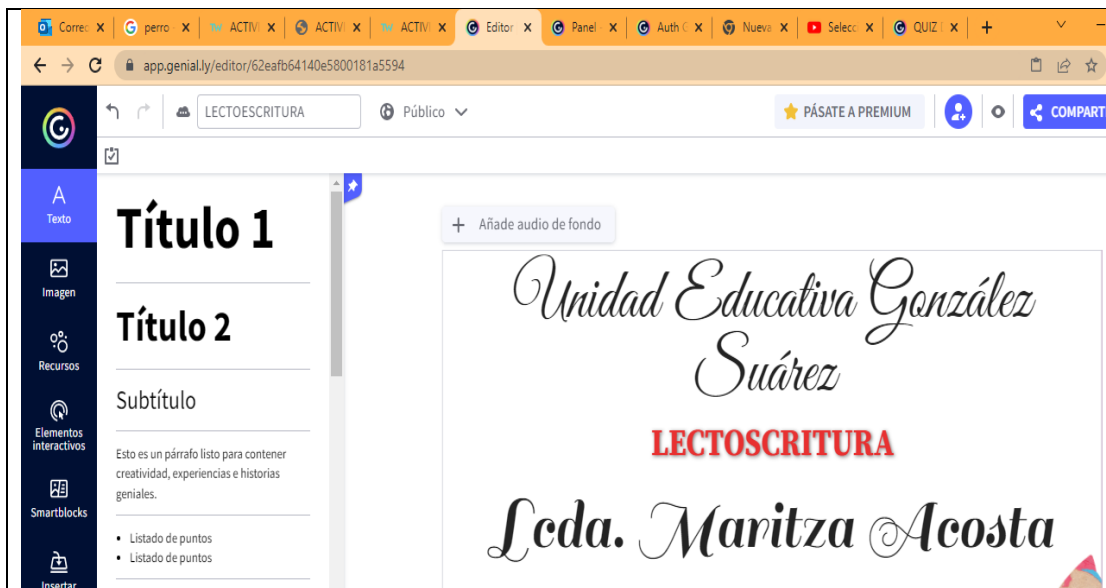 Correc
perro
ACTIVI
ACTIVI
ACTIVI
Editor
Panel
Auth G
Nueva
Selecc
QUIZ
app.genial.ly/editor/62eafb64140e5800181a5594
LECTOESCRITURA
Público
PÁSATE A PREMIUM
COMPART
A
Texto
Imagen
Recursos
Elementos
interactivos
Smartblocks
Insertar
Título 1
Título 2
Subtítulo
Esto es un párrafo listo para contener
creatividad, experiencias e historias
geniales.
• Listado de puntos
• Listado de puntos
+ Añade audio de fondo
Unidad Educativa González
Suárez
LECTOSCRITURA
Lcda. Maritza Acosta